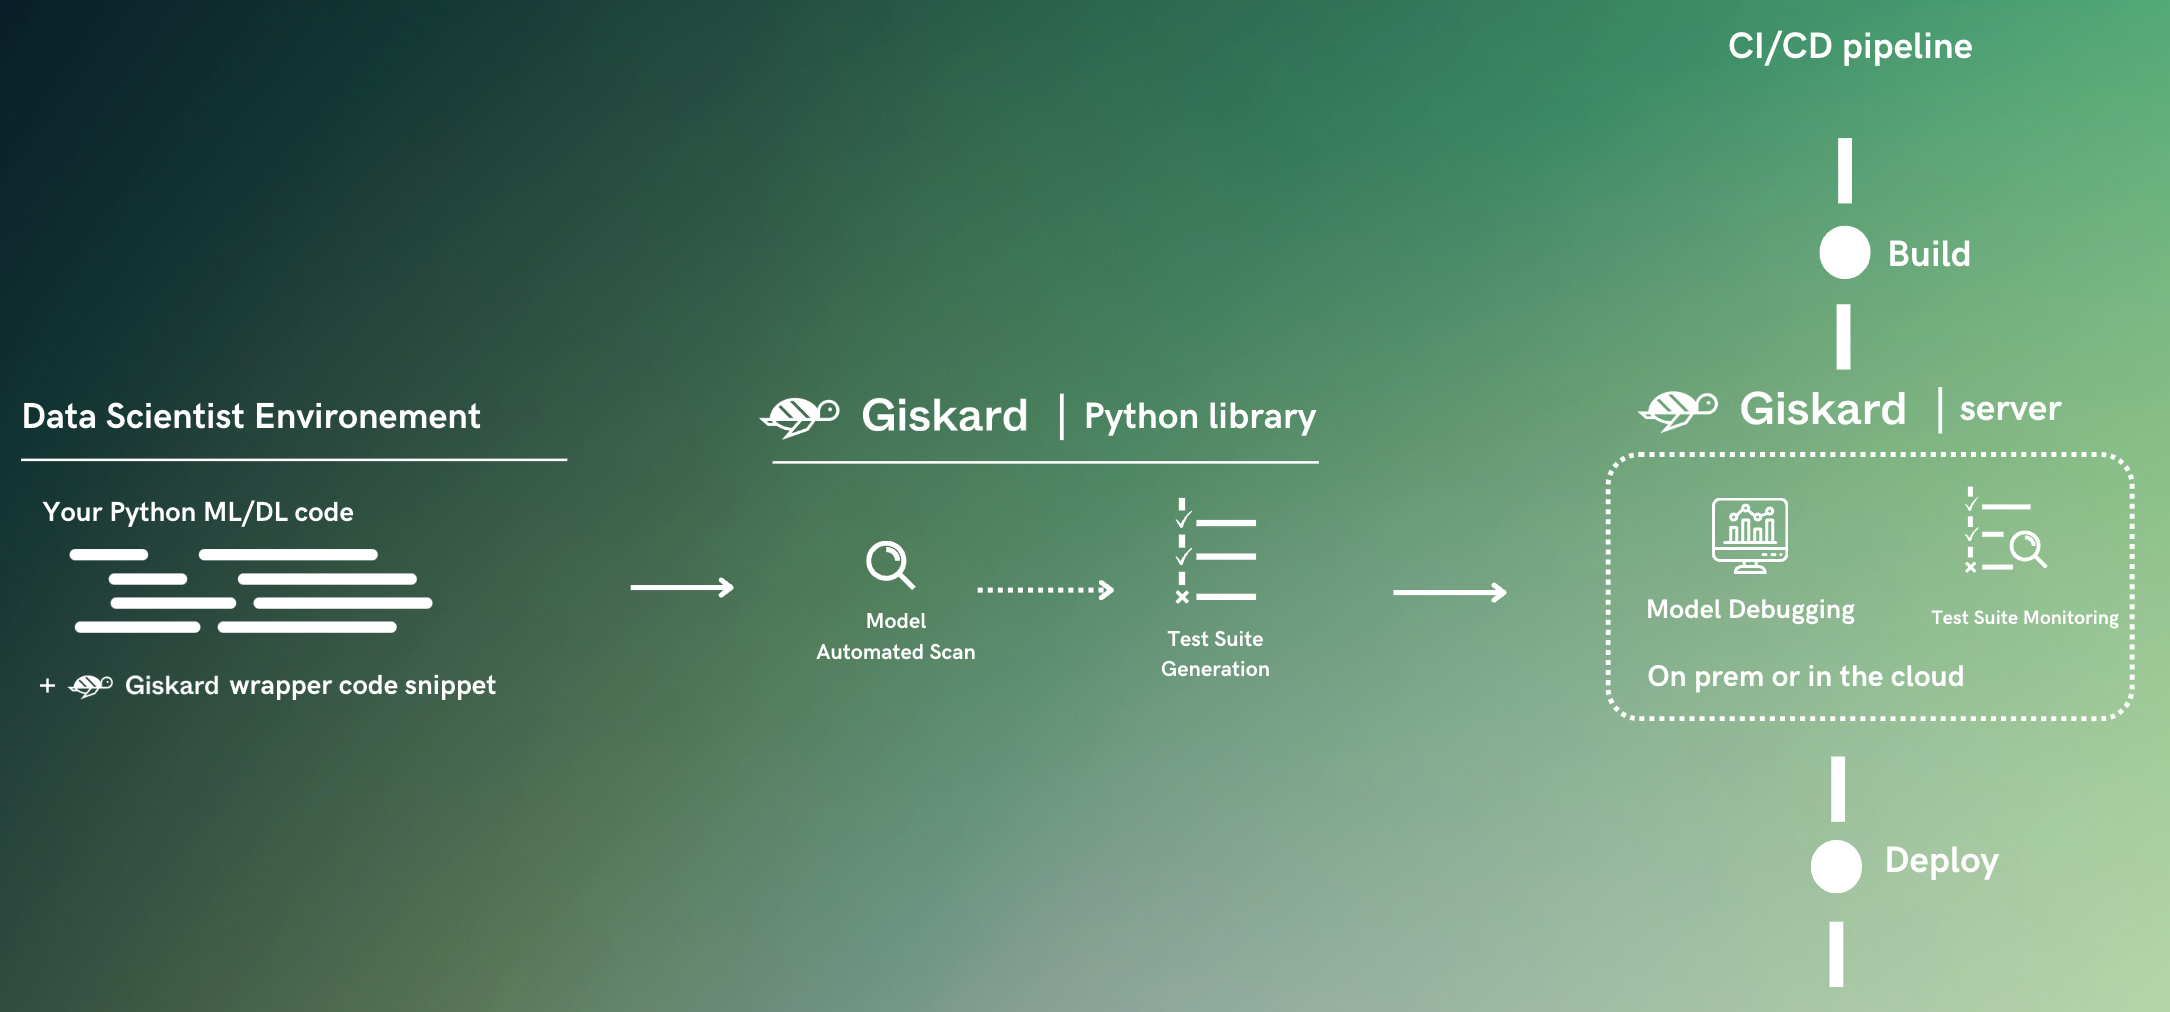 CI/CD pipeline
Build
Data Scientist Environement
Your Python ML/DL code
+ Giskard wrapper code snippet
Giskard | Python library
Model
Automated Scan
Test Suite
Generation
Giskard | server
Model Debugging
Test Suite Monitoring
On prem or in the cloud
Deploy